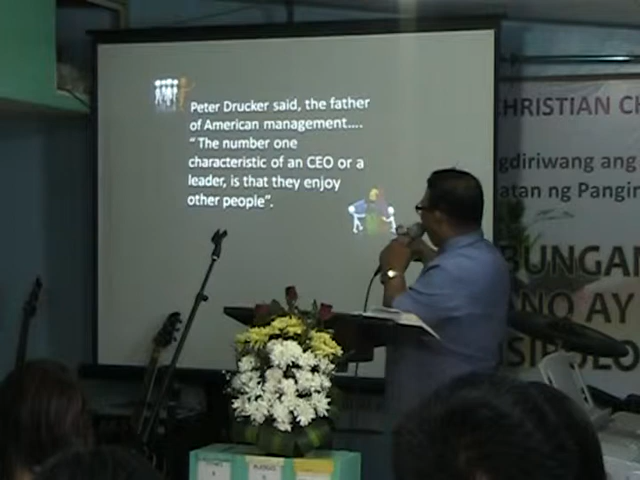 Peter Drucker said, the father
of American management....
“ The number one
characteristic of an CEO or a
leader, is that they enjoy
other people”.
CHRISTIAN CH
gdiriwang ang
atan ng Pangin
BUNGAN
ANO AY